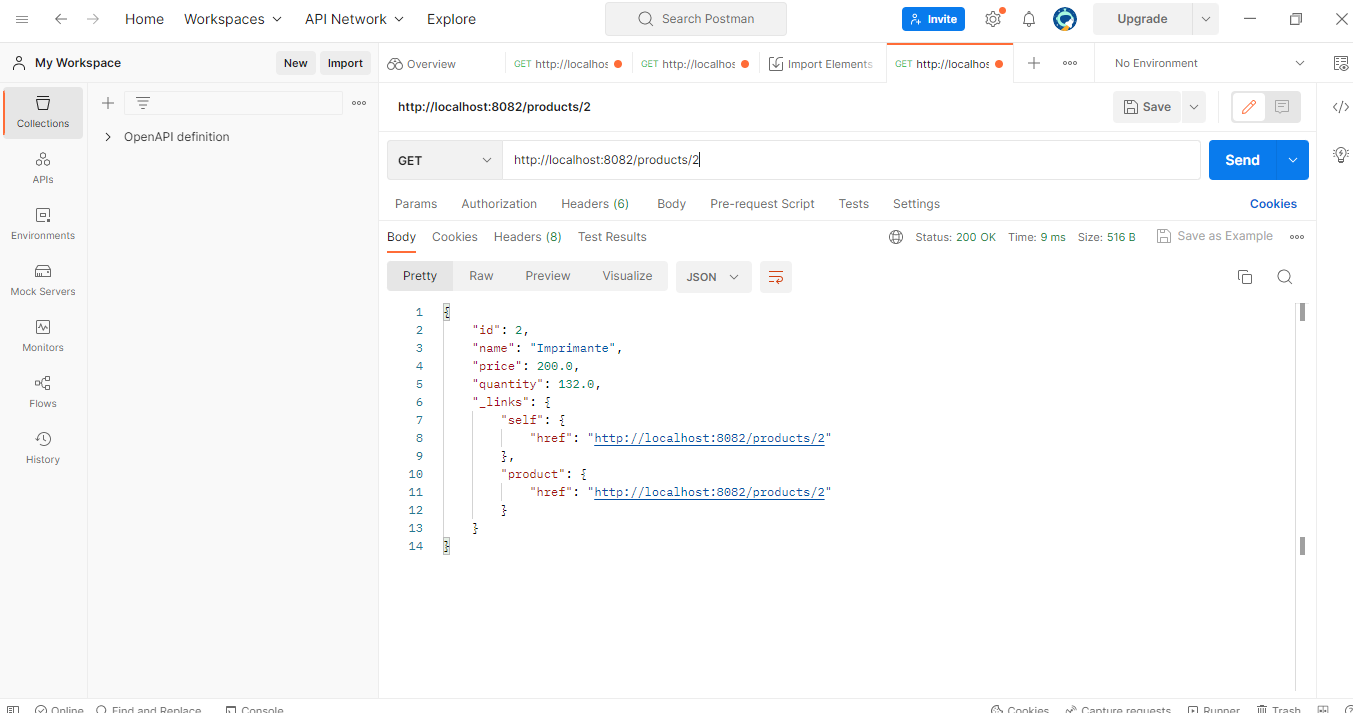 Home Workspaces API Network Explore Search Postman Invite Upgrade
My Workspace New Import Overview GET http://localhos GET http://localhos Import Elements GET http://localhos No Environment
Collections
APIs
Environments
Mock Servers
Monitors
Flows
History
OpenAPI definition
http://localhost:8082/products/2 Save
GET http://localhost:8082/products/2 Send
Params Authorization Headers (6) Body Pre-request Script Tests Settings Cookies
Body Cookies Headers (8) Test Results Status: 200 OK Time: 9 ms Size: 516 B Save as Example
Pretty Raw Preview Visualize JSON
1 {
2 "id": 2,
3 "name": "Imprimante",
4 "price": 200.0,
5 "quantity": 132.0,
6 "_links": {
7 "self": {
8 "href": "http://localhost:8082/products/2"
9 },
10 "product": {
11 "href": "http://localhost:8082/products/2"
12 }
13 }
14 }
Online Find and Replace Console Cookies Capture requests Runner Trash